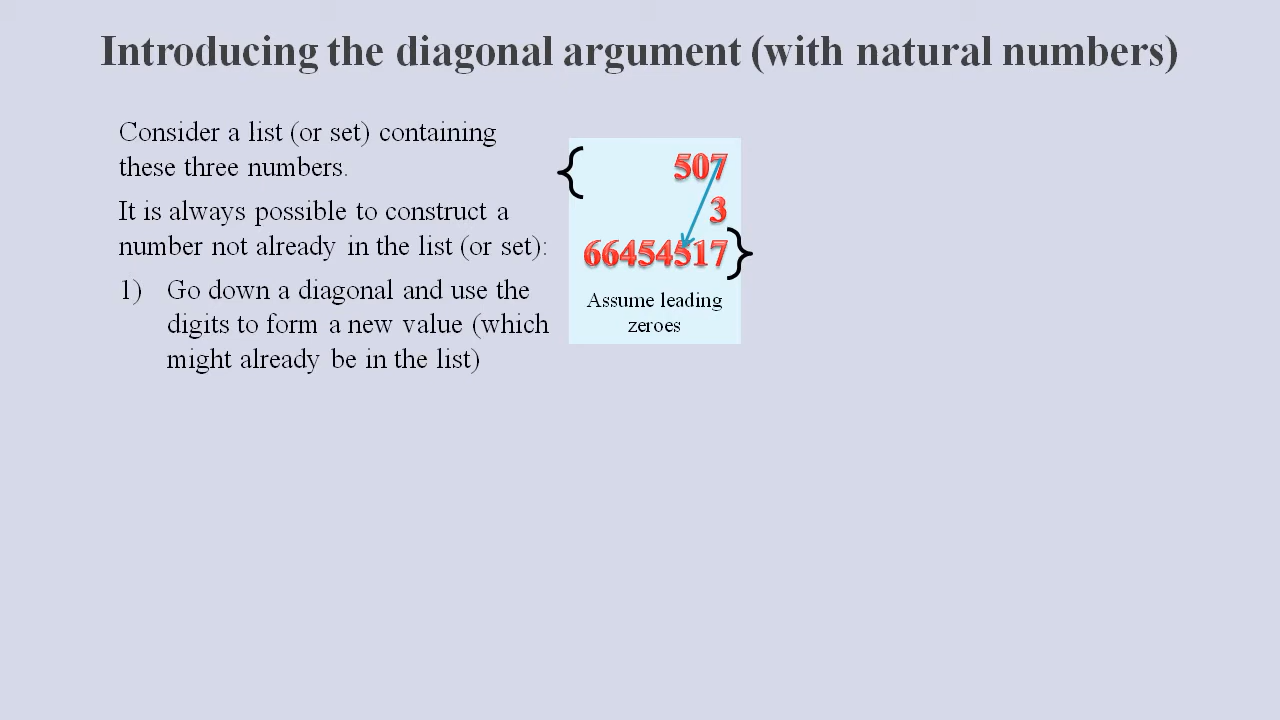 Introducing the diagonal argument (with natural numbers)
Consider a list (or set) containing
these three numbers.
It is always possible to construct a
number not already in the list (or set):
1) Go down a diagonal and use the
digits to form a new value (which
might already be in the list)
{ 507
3
66454517 }
Assume leading
zeroes